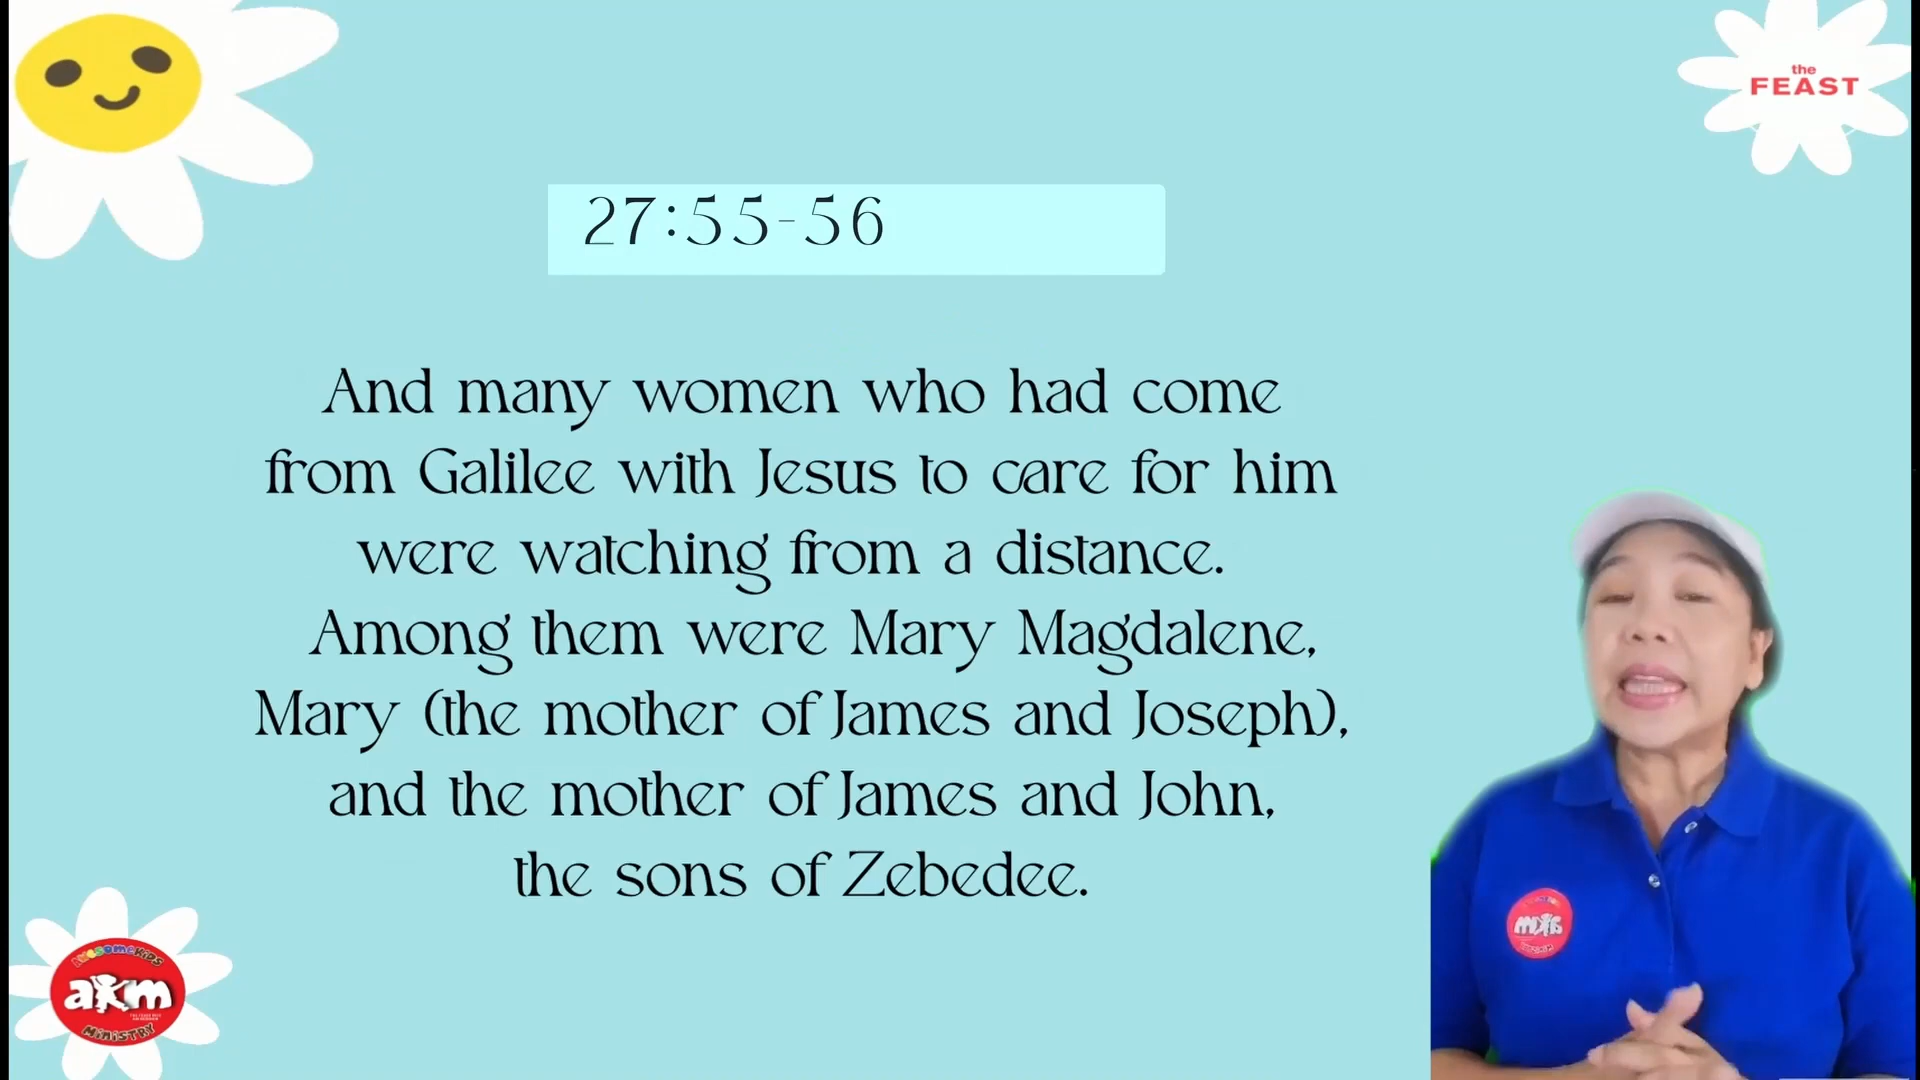 the
FEAST
27:55-56
And many women who had come
from Galilee with Jesus to care for him
were watching from a distance.
Among them were Mary Magdalene,
Mary (the mother of James and Joseph),
and the mother of James and John,
the sons of Zebedee.
AWesomeKiDS
akm
MiNiSTRY
akm